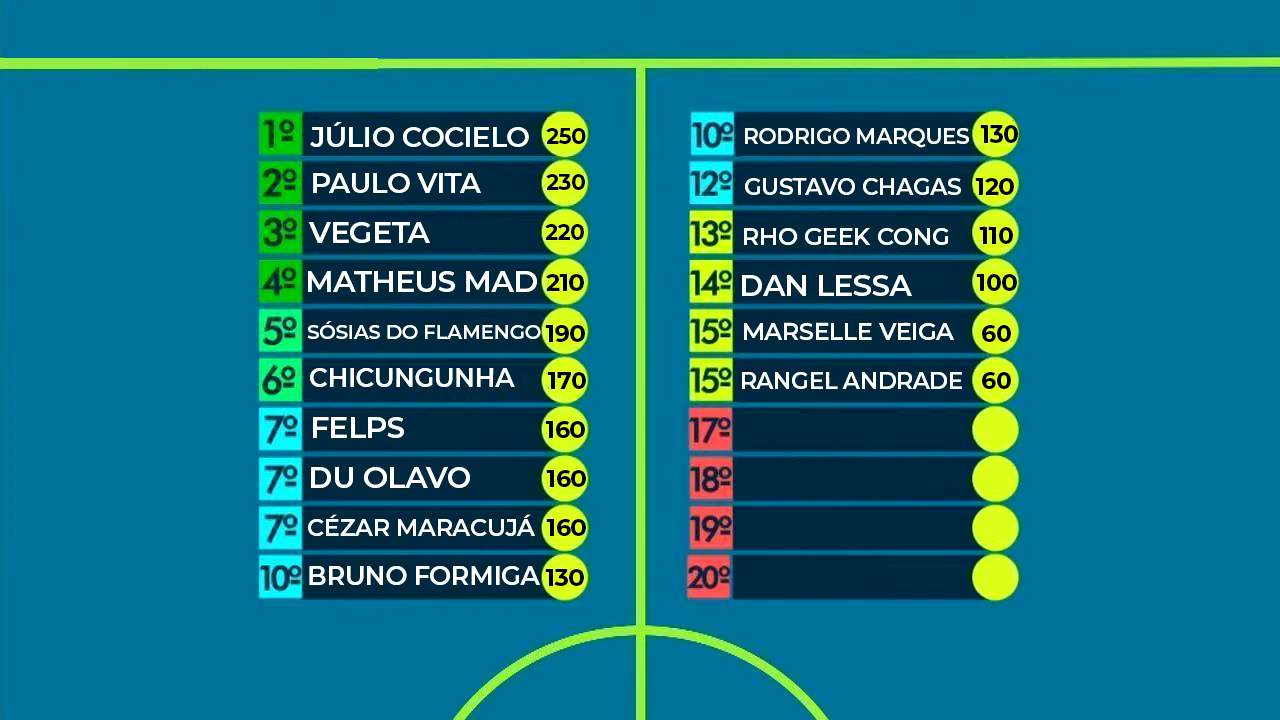 1º JÚLIO COCIELO 250
2º PAULO VITA 230
3º VEGETA 220
4º MATHEUS MAD 210
5º SÓSIAS DO FLAMENGO 190
6º CHICUNGUNHA 170
7º FELPS 160
7º DU OLAVO 160
7º CÉZAR MARACUJÁ 160
10º BRUNO FORMIGA 130
10º RODRIGO MARQUES 130
12º GUSTAVO CHAGAS 120
13º RHO GEEK CONG 110
14º DAN LESSA 100
15º MARSELLE VEIGA 60
15º RANGEL ANDRADE 60
17º
18º
19º
20º